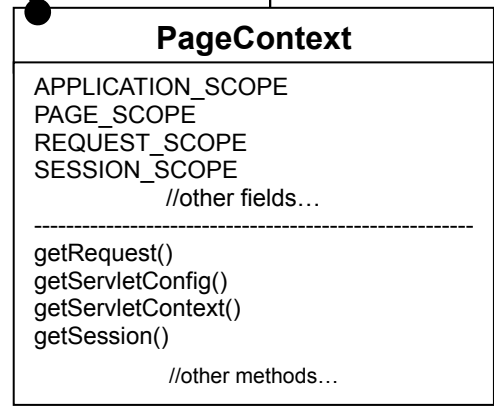 PageContext
APPLICATION_SCOPE
PAGE_SCOPE
REQUEST_SCOPE
SESSION_SCOPE
//other fields…
-------------------------------------------------------
getRequest()
getServletConfig()
getServletContext()
getSession()
//other methods…